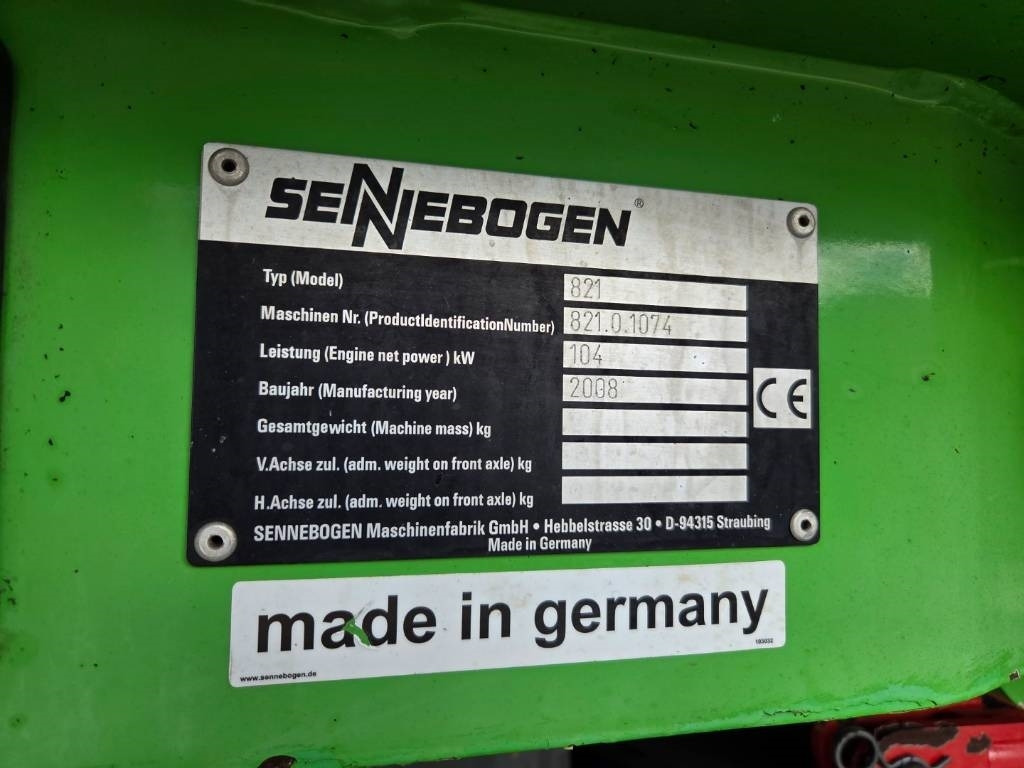 SENNEBOGEN®
Typ (Model) 821
Maschinen Nr. (ProductIdentificationNumber) 821.0.1074
Leistung (Engine net power ) kW 104
Baujahr (Manufacturing year) 2008
Gesamtgewicht (Machine mass) kg
V.Achse zul. (adm. weight on front axle) kg
H.Achse zul. (adm. weight on front axle) kg
CE
SENNEBOGEN Maschinenfabrik GmbH • Hebbelstrasse 30 • D-94315 Straubing
Made in Germany
made in germany
www.sennebogen.de